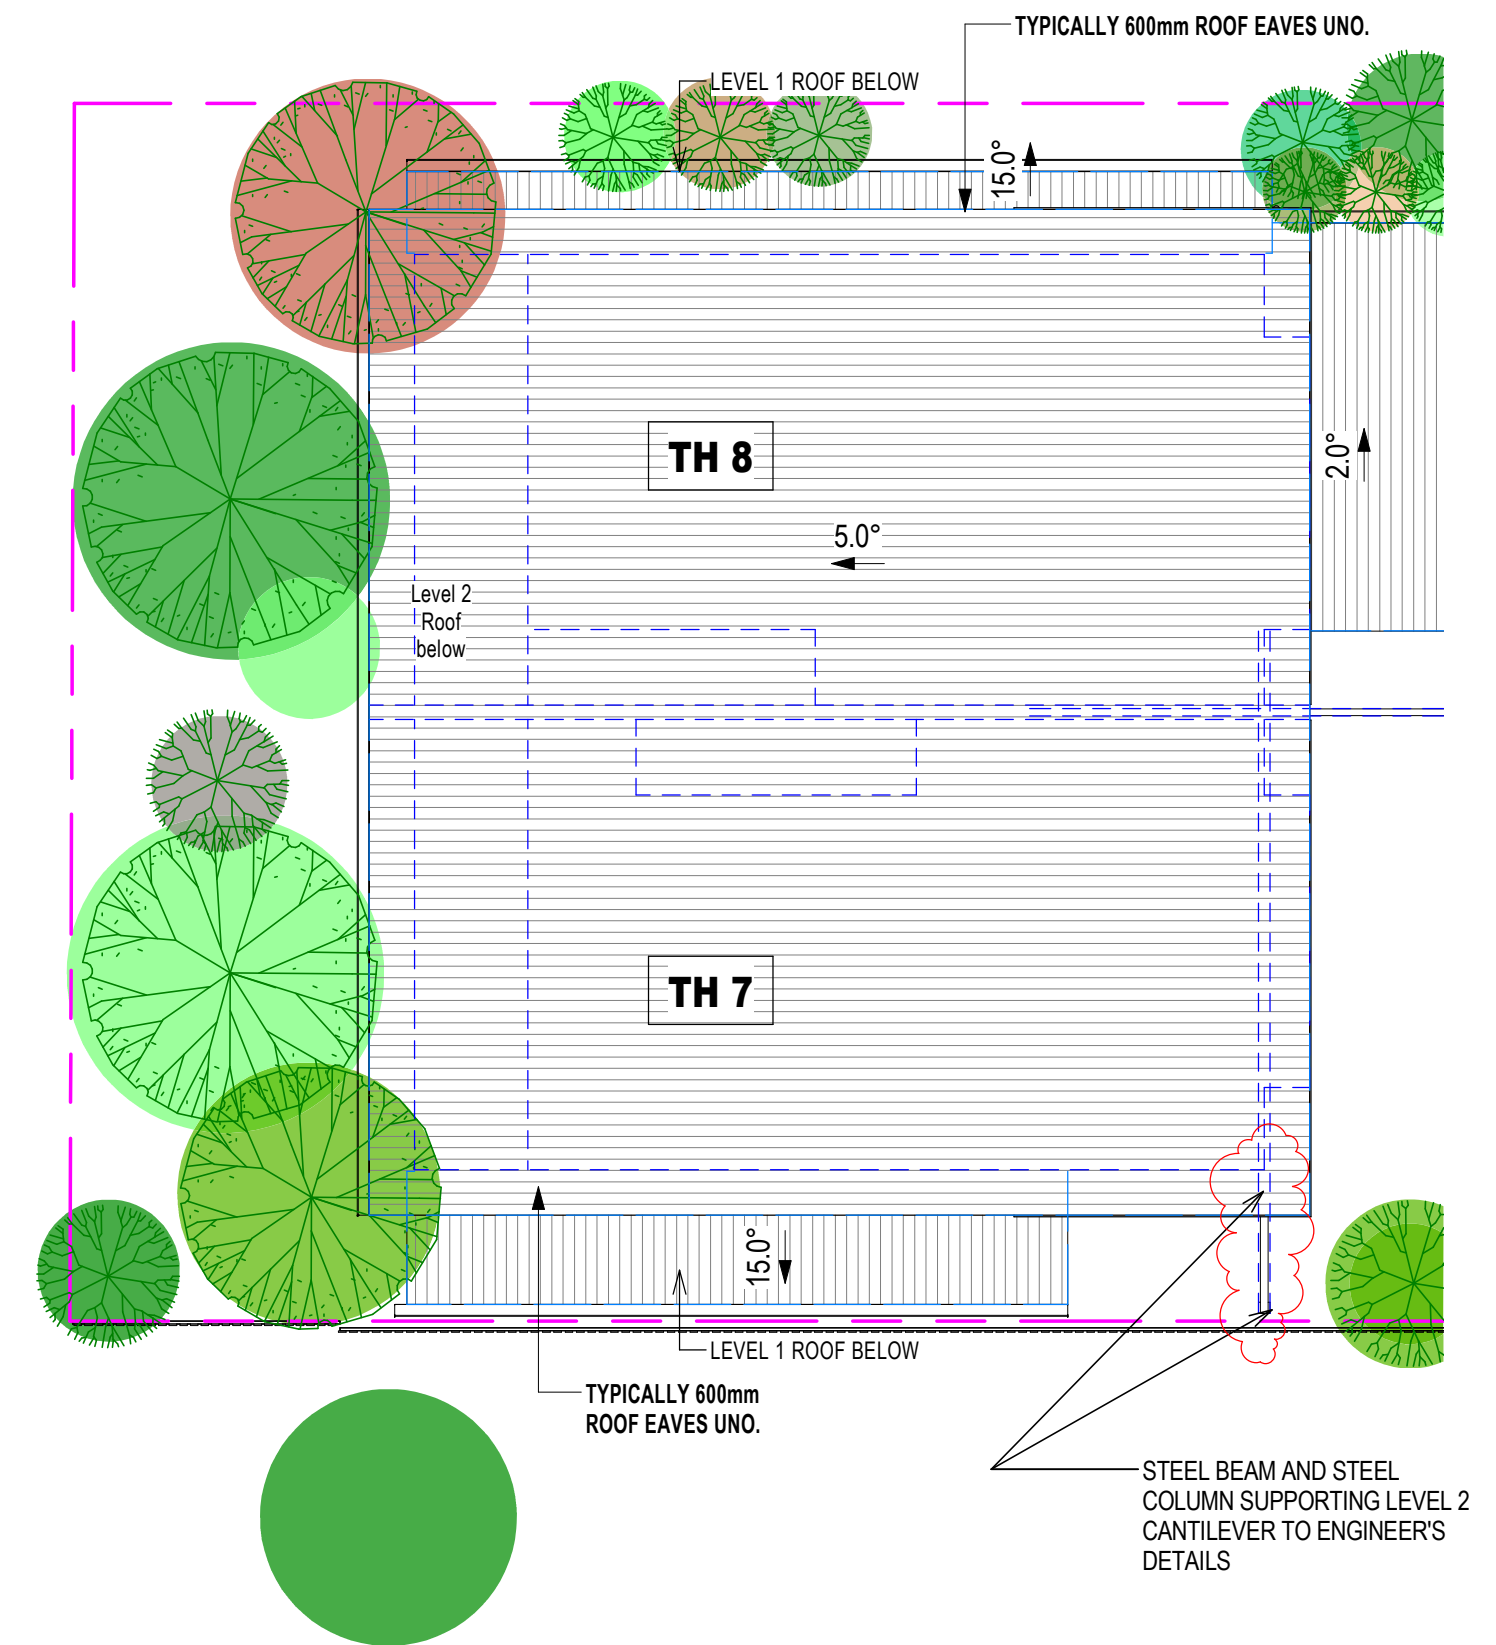 TYPICALLY 600mm ROOF EAVES UNO.
LEVEL 1 ROOF BELOW
15.0°
TH 8
2.0°
5.0°
Level 2
Roof
below
TH 7
15.0°
LEVEL 1 ROOF BELOW
TYPICALLY 600mm
ROOF EAVES UNO.
STEEL BEAM AND STEEL
COLUMN SUPPORTING LEVEL 2
CANTILEVER TO ENGINEER'S
DETAILS